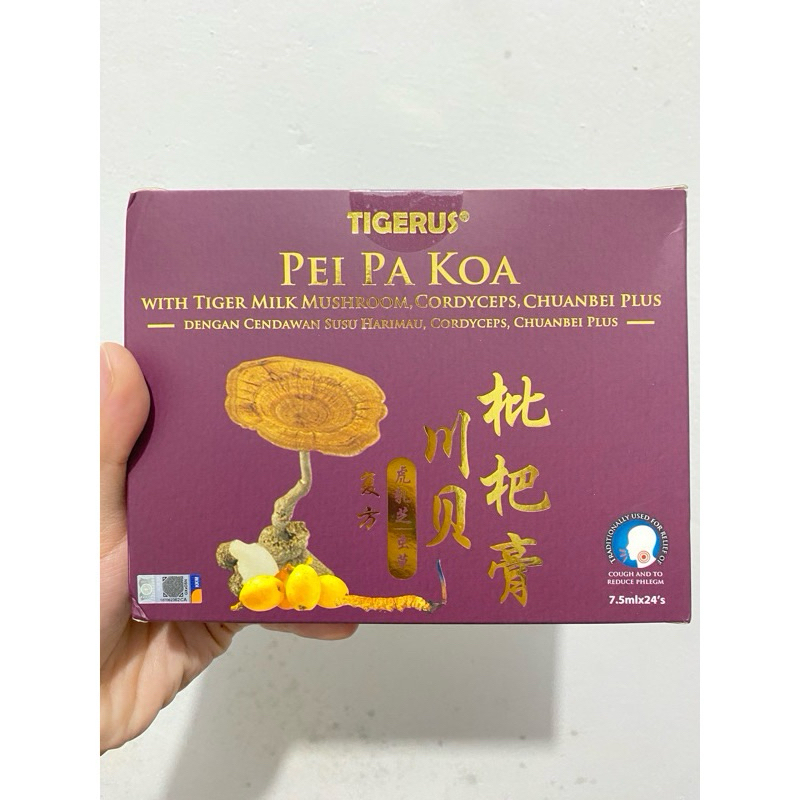 TIGERUS®
PEI PA KOA
WITH TIGER MILK MUSHROOM, CORDYCEPS, CHUANBEI PLUS
DENGAN CENDAWAN SUSU HARIMAU, CORDYCEPS, CHUANBEI PLUS
枇杷膏
川贝
虎乳芝 虫草
复方
TRADITIONALLY USED FOR RELIEF OF
COUGH AND TO
REDUCE PHLEGM
7.5mlx24's